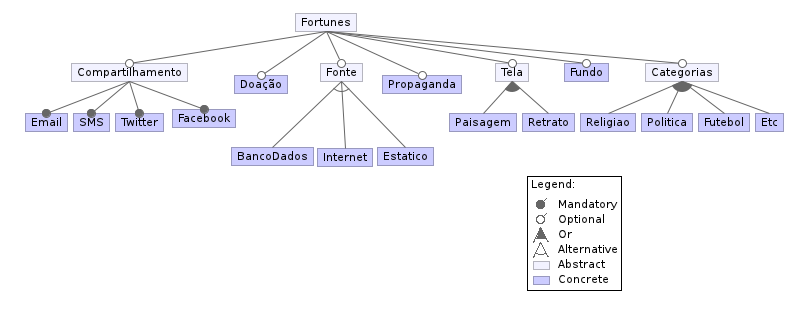 Fortunes
Compartilhamento
Doação
Fonte
Propaganda
Tela
Fundo
Categorias
Email
SMS
Twitter
Facebook
Paisagem
Retrato
Religiao
Politica
Futebol
Etc
BancoDados
Internet
Estatico
Legend:
Mandatory
Optional
Or
Alternative
Abstract
Concrete